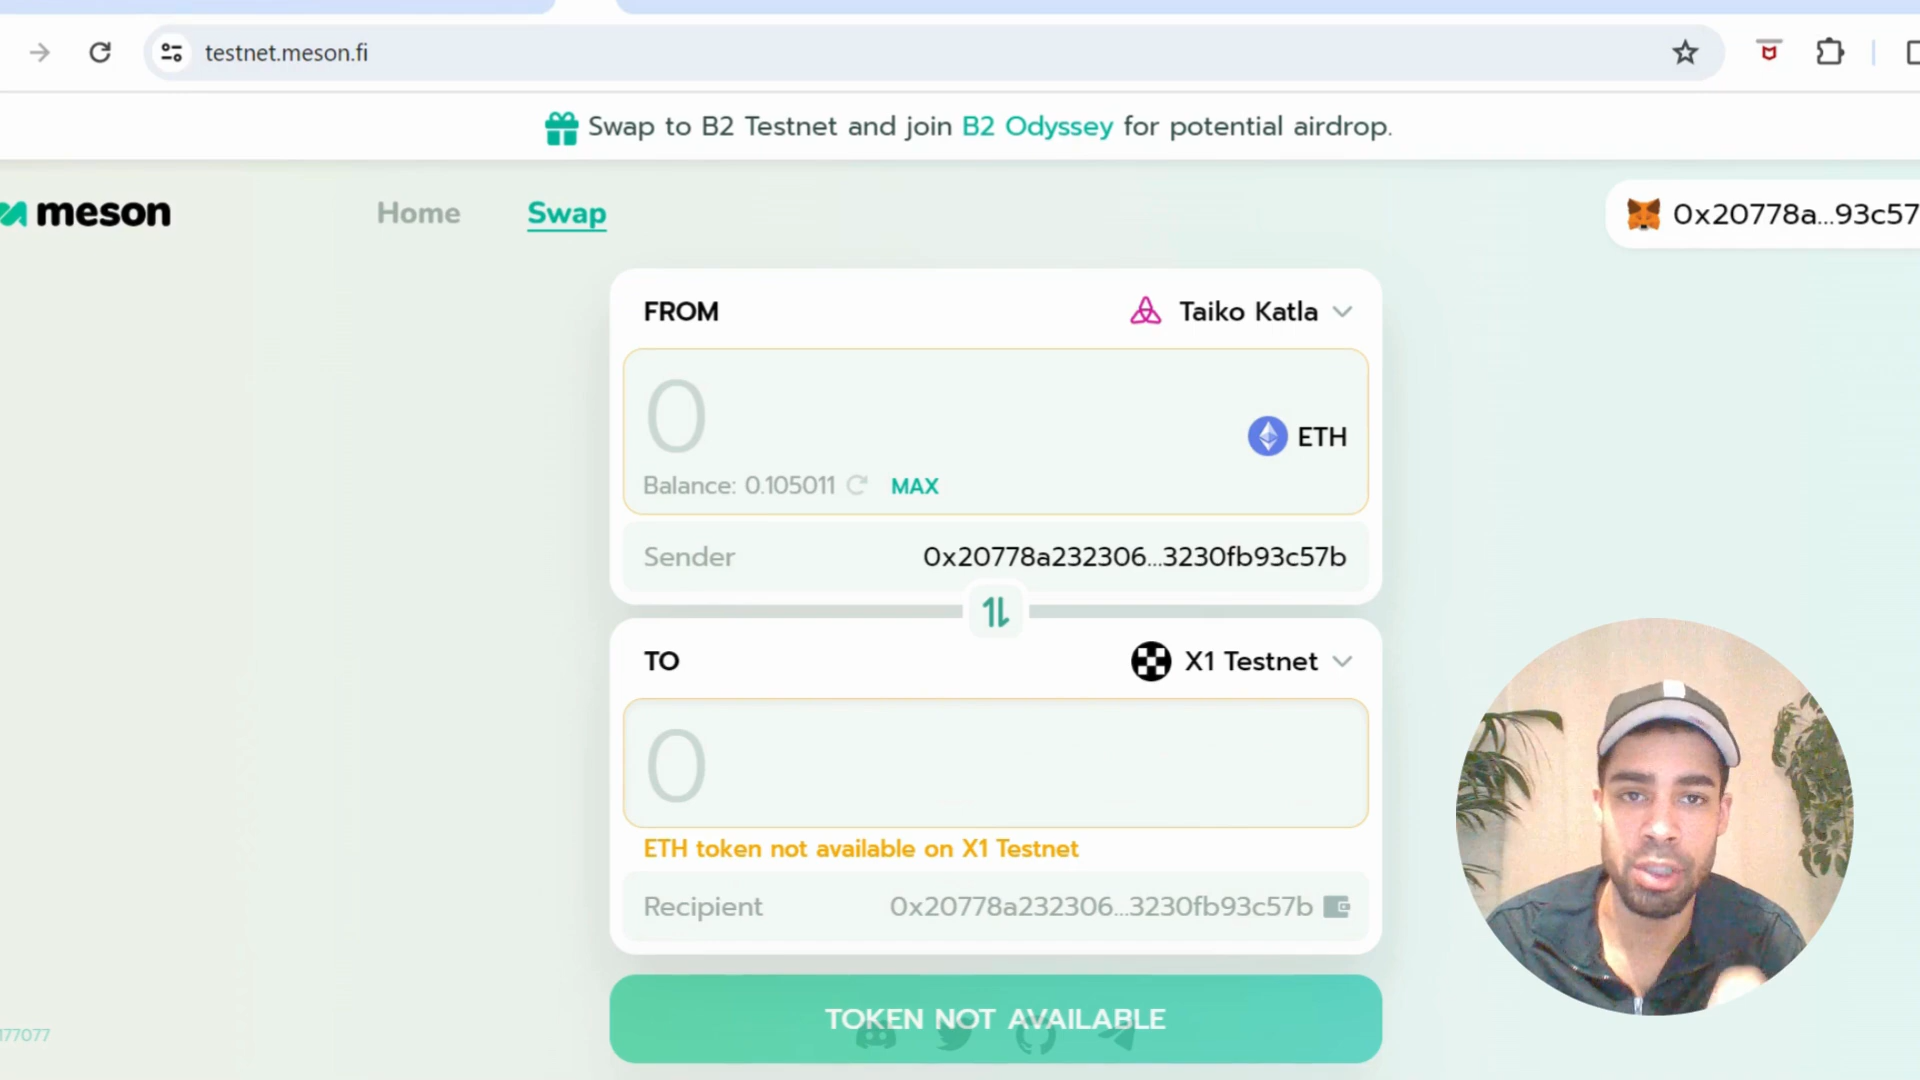 testnet.meson.fi
Swap to B2 Testnet and join B2 Odyssey for potential airdrop.
meson
Home
Swap
0x20778a...93c57
FROM
Taiko Katla
0
ETH
Balance: 0.105011
MAX
Sender
0x20778a232306...3230fb93c57b
TO
X1 Testnet
0
ETH token not available on X1 Testnet
Recipient
0x20778a232306...3230fb93c57b
TOKEN NOT AVAILABLE
177077